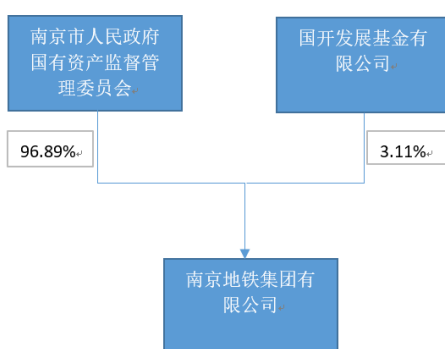 南京市人民政府
国有资产监督管
理委员会
国开发展基金有
限公司
96.89%
3.11%
南京地铁集团有
限公司